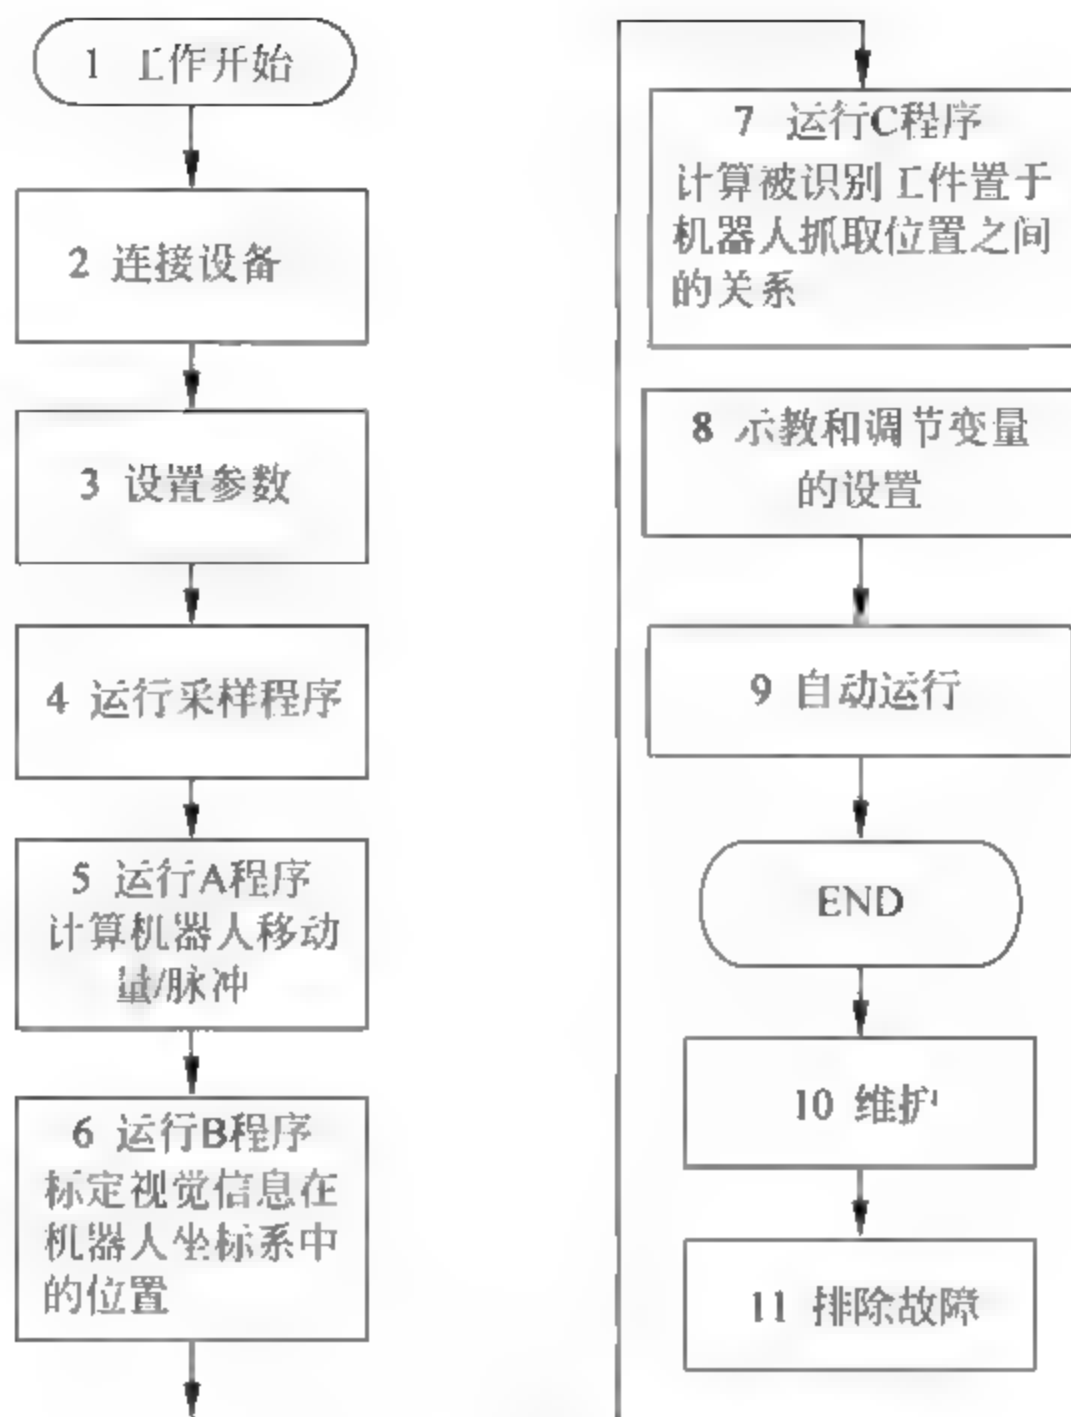 1 工作开始
2 连接设备
3 设置参数
4 运行采样程序
5 运行A程序
计算机器人移动
量/脉冲
6 运行B程序
标定视觉信息在
机器人坐标系中
的位置
7 运行C程序
计算被识别工件置于
机器人抓取位置之间
的关系
8 示教和调节变量
的设置
9 自动运行
END
10 维护
11 排除故障